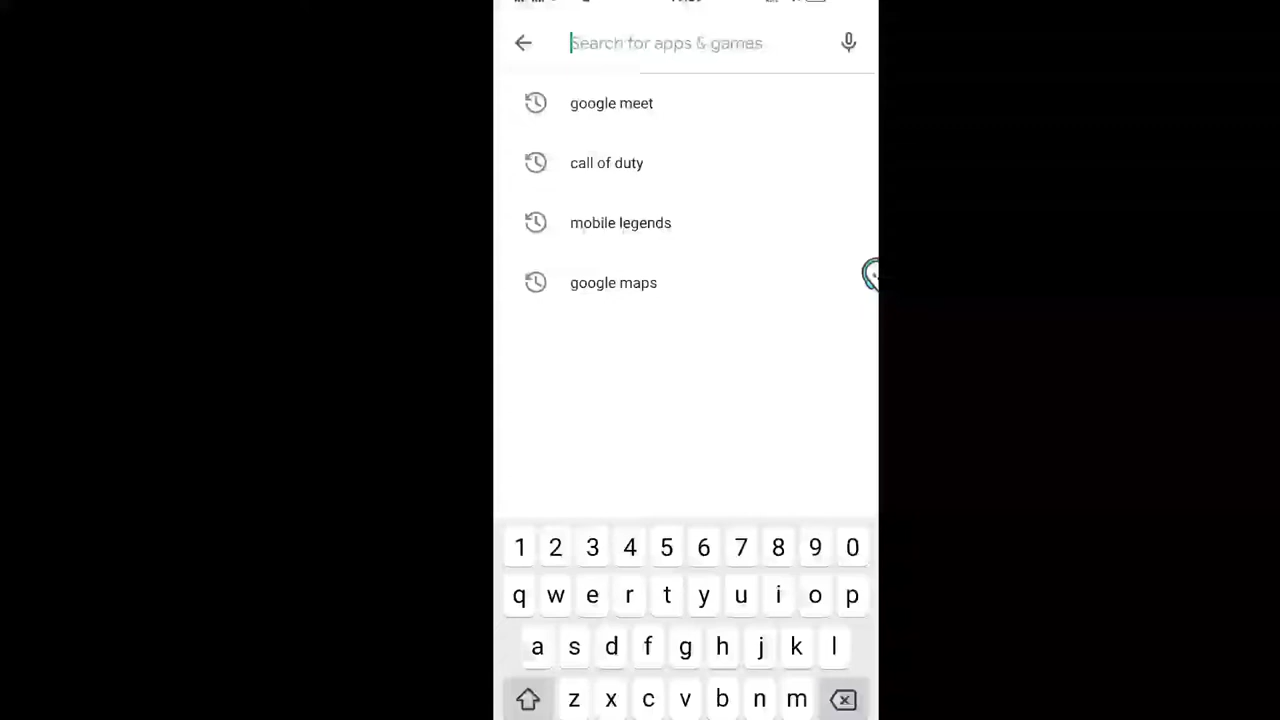 Search for apps & games
google meet
call of duty
mobile legends
google maps
1 2 3 4 5 6 7 8 9 0
q w e r t y u i o p
a s d f g h j k l
z x c v b n m